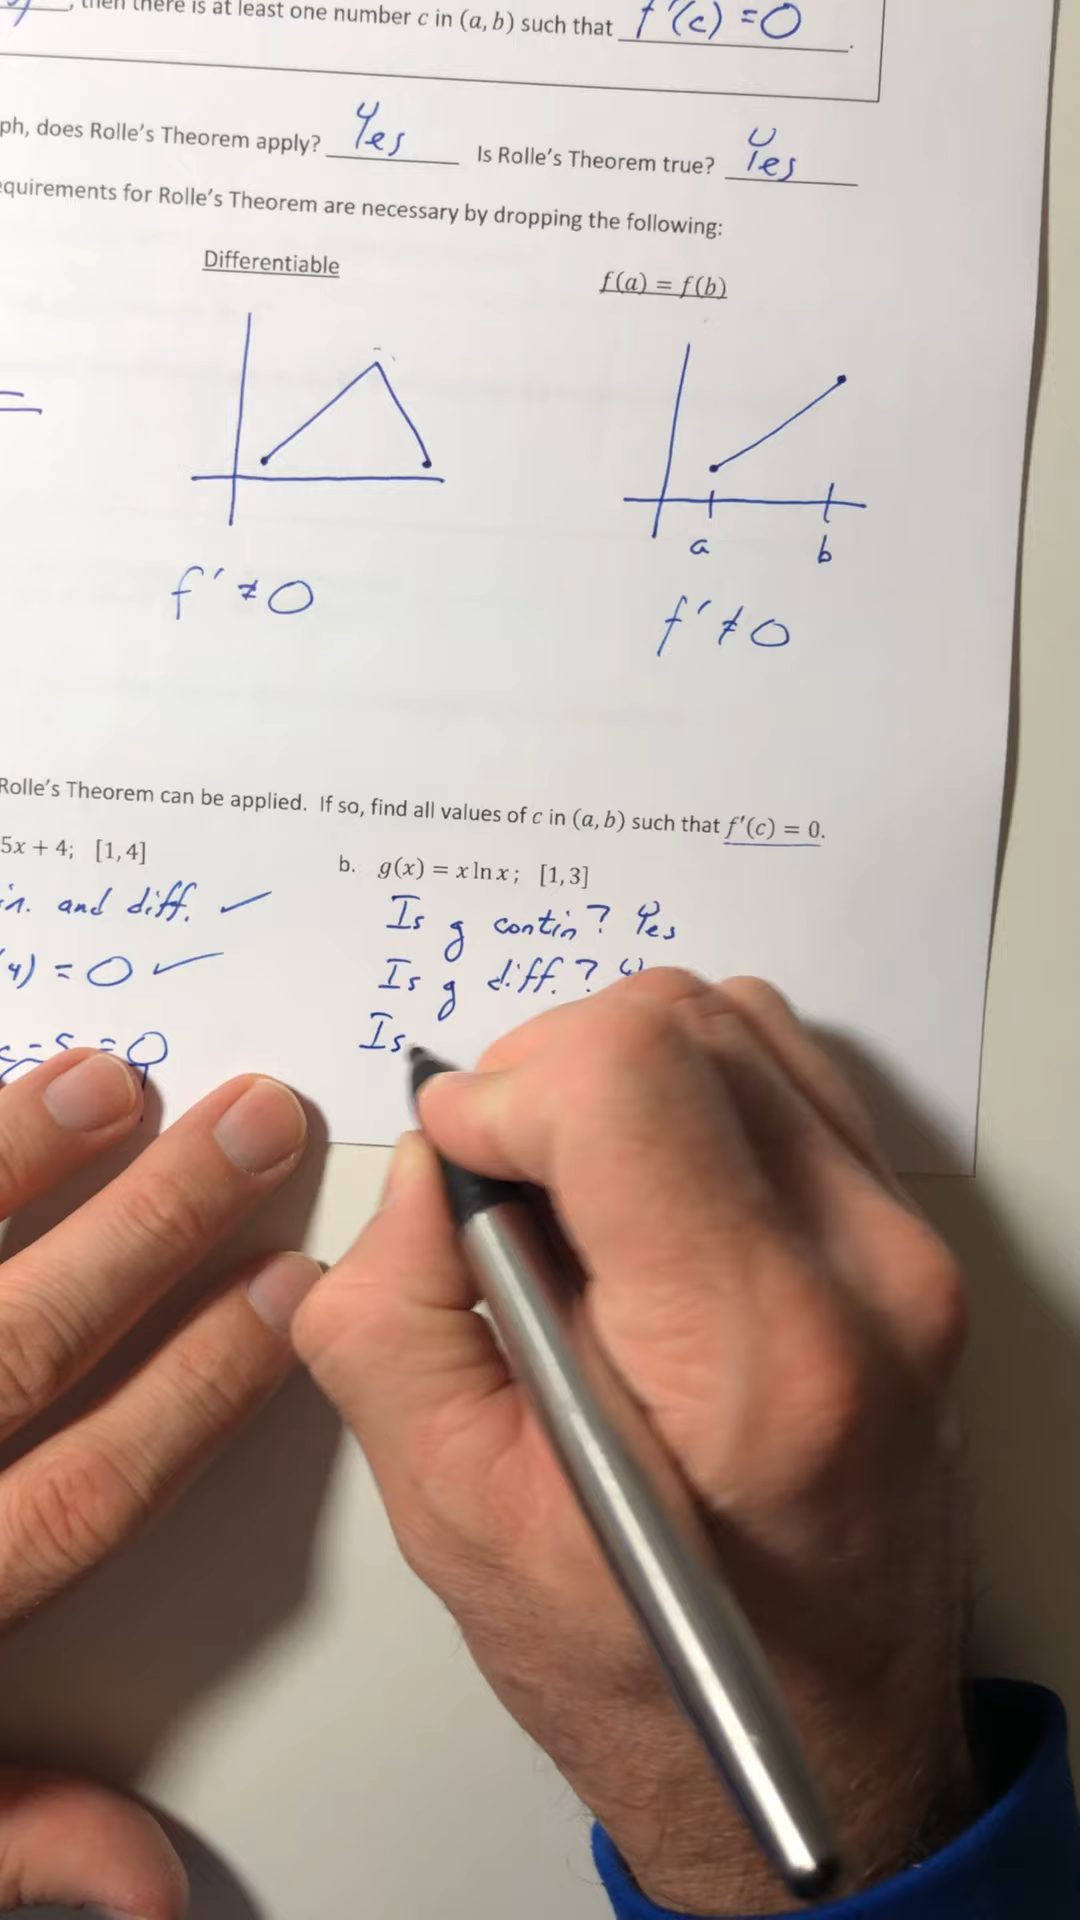 then there is at least one number c in (a, b) such that f'(c) = 0.
ph, does Rolle's Theorem apply? Yes Is Rolle's Theorem true? Yes
equirements for Rolle's Theorem are necessary by dropping the following:
Differentiable f(a) = f(b)
a b
f' ≠ 0 f' ≠ 0
Rolle's Theorem can be applied. If so, find all values of c in (a, b) such that f'(c) = 0.
5x + 4; [1, 4] b. g(x) = x ln x; [1, 3]
in. and diff. ✓ Is g contin? Yes
4) = 0 ✓ Is g diff.?
- 5 = 0 Is